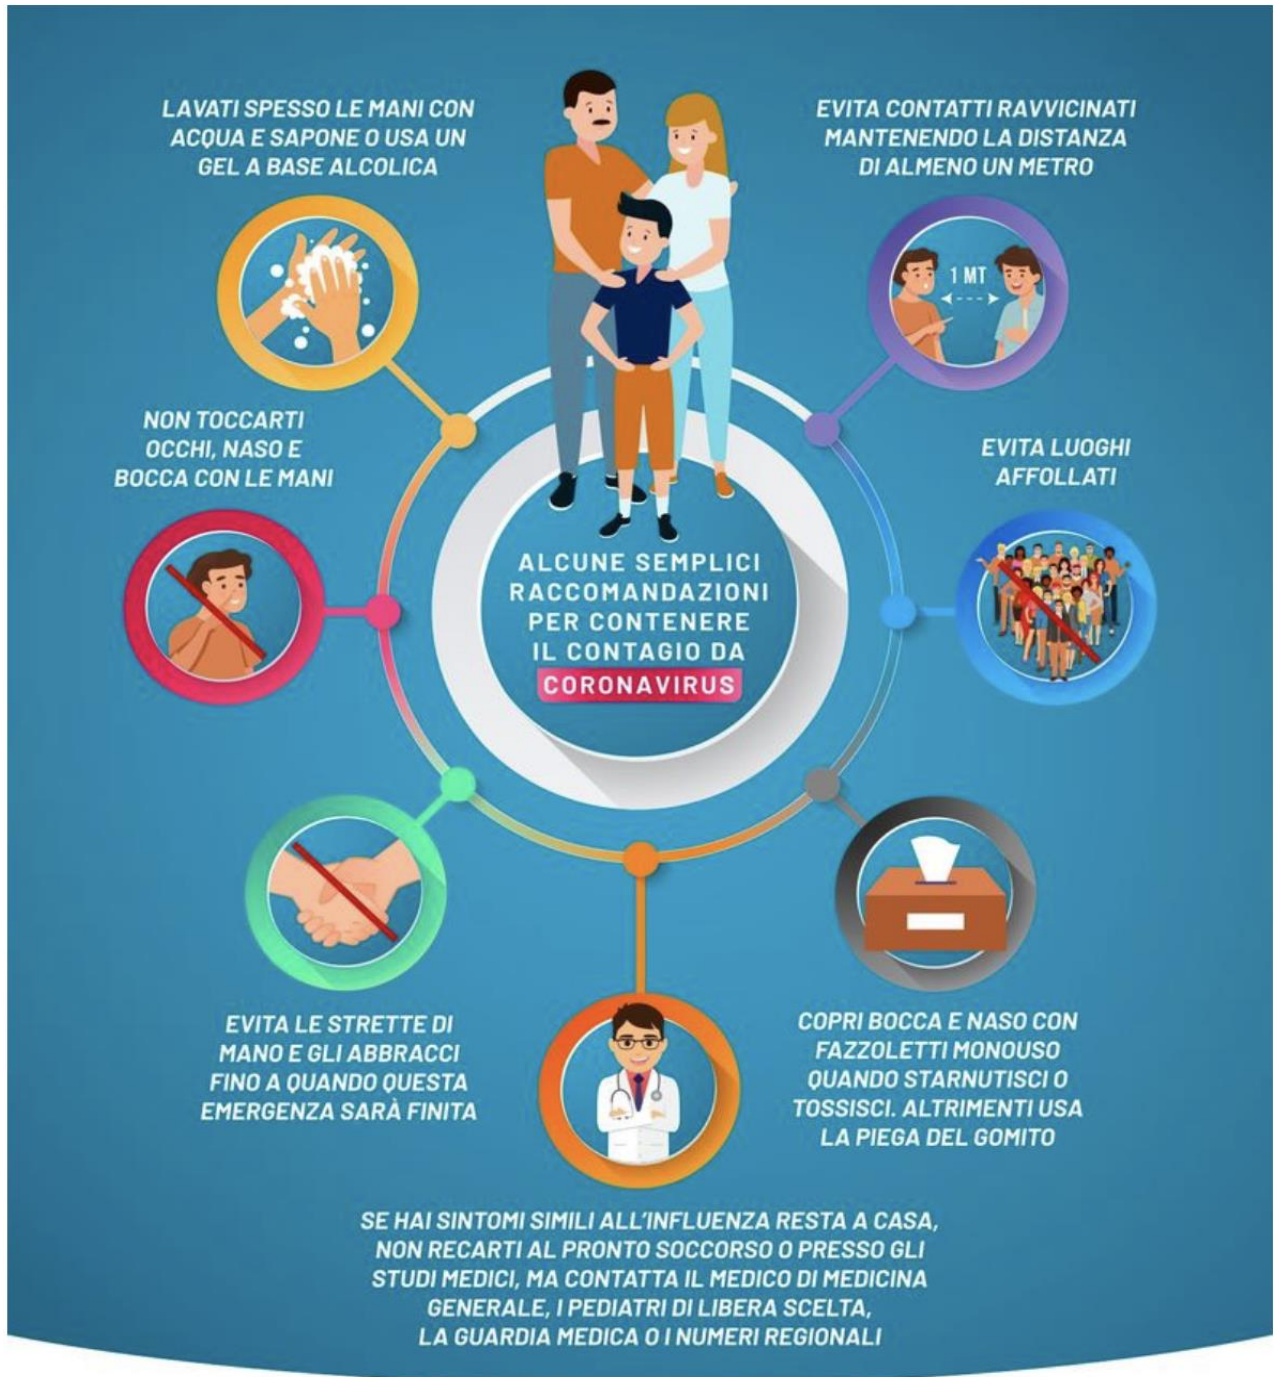 LAVATI SPESSO LE MANI CON
ACQUA E SAPONE O USA UN
GEL A BASE ALCOLICA
EVITA CONTATTI RAVVICINATI
MANTENENDO LA DISTANZA
DI ALMENO UN METRO
1 MT
NON TOCCARTI
OCCHI, NASO E
BOCCA CON LE MANI
EVITA LUOGHI
AFFOLLATI
ALCUNE SEMPLICI
RACCOMANDAZIONI
PER CONTENERE
IL CONTAGIO DA
CORONAVIRUS
EVITA LE STRETTE DI
MANO E GLI ABBRACCI
FINO A QUANDO QUESTA
EMERGENZA SARÀ FINITA
COPRI BOCCA E NASO CON
FAZZOLETTI MONOUSO
QUANDO STARNUTISCI O
TOSSISCI. ALTRIMENTI USA
LA PIEGA DEL GOMITO
SE HAI SINTOMI SIMILI ALL'INFLUENZA RESTA A CASA,
NON RECARTI AL PRONTO SOCCORSO O PRESSO GLI
STUDI MEDICI, MA CONTATTA IL MEDICO DI MEDICINA
GENERALE, I PEDIATRI DI LIBERA SCELTA,
LA GUARDIA MEDICA O I NUMERI REGIONALI